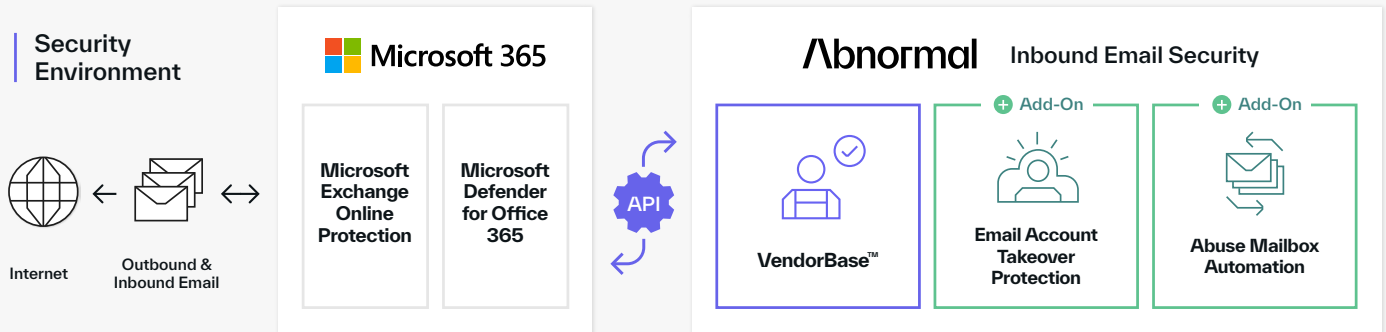 Security
Environment
Internet
Outbound &
Inbound Email
Microsoft 365
Microsoft
Exchange
Online
Protection
Microsoft
Defender
for Office
365
API
Abnormal
Inbound Email Security
VendorBase™
Add-On
Email Account
Takeover
Protection
Add-On
Abuse Mailbox
Automation